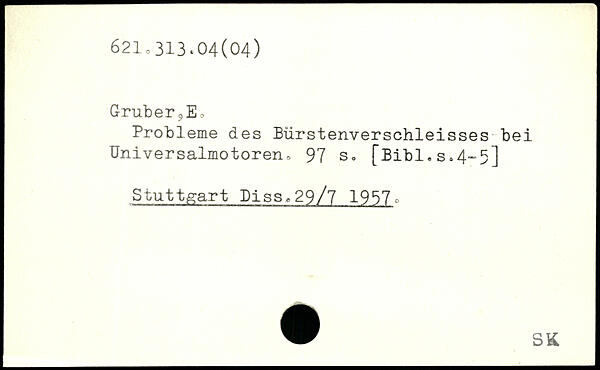 621.313.04(04)
Gruber,E.
Probleme des Bürstenverschleisses bei
Universalmotoren. 97 s. [Bibl.s.4-5]
Stuttgart Diss.29/7 1957.
SK